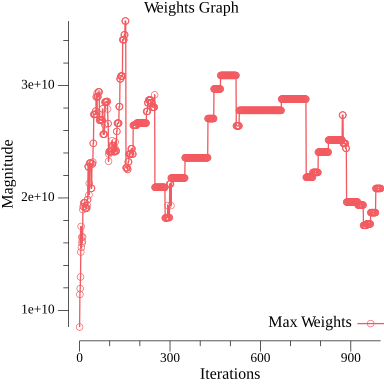 Weights Graph
Magnitude
3e+10
2e+10
1e+10
Max Weights
0
300
600
900
Iterations